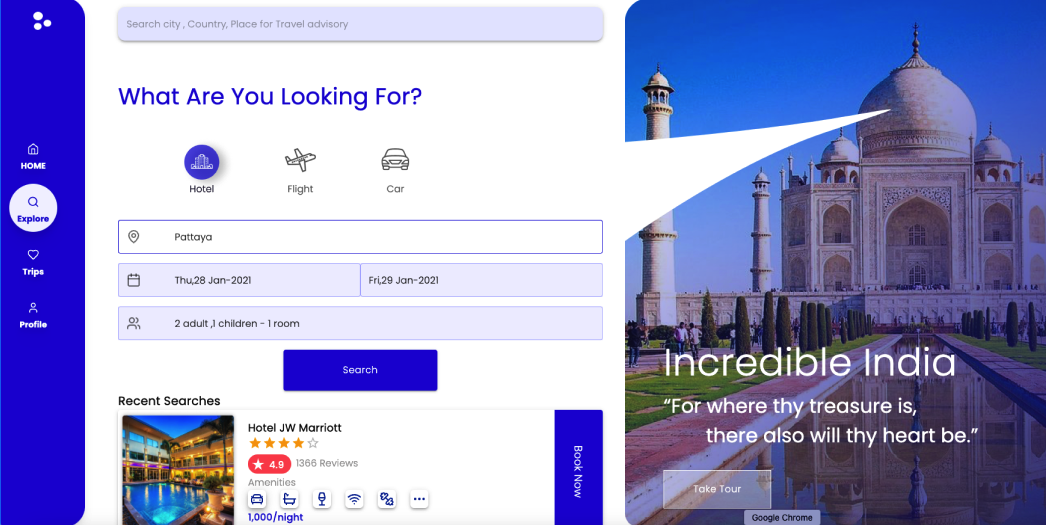 Search city , Country, Place for Travel advisory
What Are You Looking For?
HOME
Explore
Trips
Profile
Hotel
Flight
Car
Pattaya
Thu,28 Jan-2021
Fri,29 Jan-2021
2 adult ,1 children - 1 room
Search
Recent Searches
Hotel JW Marriott
4.9
1366 Reviews
Amenities
1,000/night
Book Now
Incredible India
“For where thy treasure is,
there also will thy heart be.”
Take Tour
Google Chrome